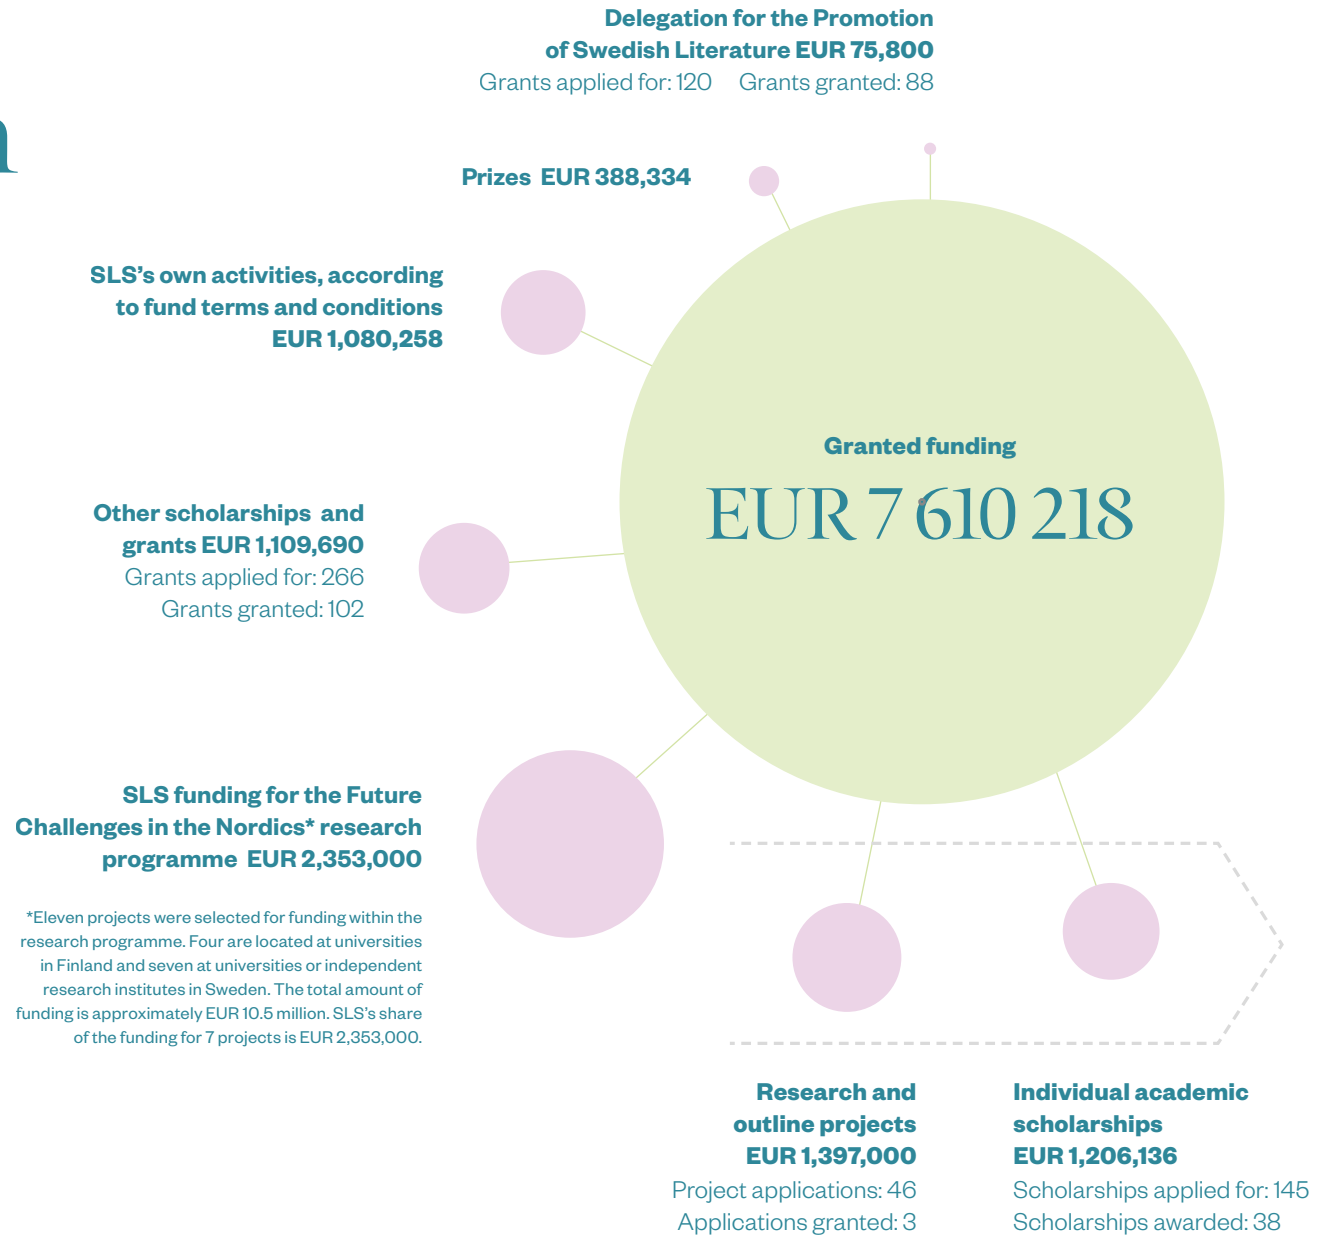 Delegation for the Promotion
of Swedish Literature EUR 75,800
Grants applied for: 120 Grants granted: 88
Prizes EUR 388,334
SLS’s own activities, according
to fund terms and conditions
EUR 1,080,258
Granted funding
EUR 7 610 218
Other scholarships and
grants EUR 1,109,690
Grants applied for: 266
Grants granted: 102
SLS funding for the Future
Challenges in the Nordics* research
programme EUR 2,353,000
*Eleven projects were selected for funding within the
research programme. Four are located at universities
in Finland and seven at universities or independent
research institutes in Sweden. The total amount of
funding is approximately EUR 10.5 million. SLS’s share
of the funding for 7 projects is EUR 2,353,000.
Research and
outline projects
EUR 1,397,000
Project applications: 46
Applications granted: 3
Individual academic
scholarships
EUR 1,206,136
Scholarships applied for: 145
Scholarships awarded: 38